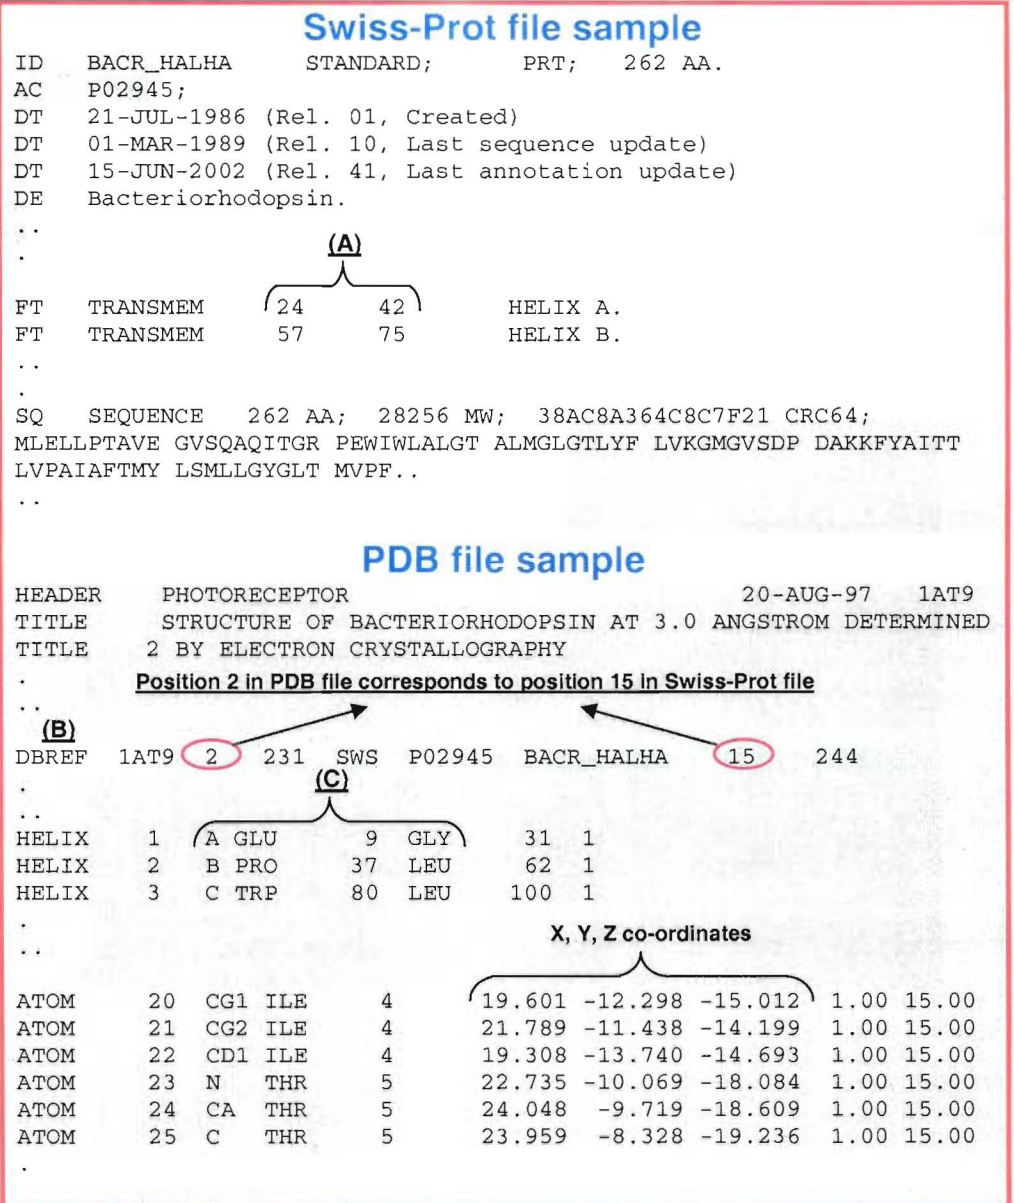 Swiss-Prot file sample
ID BACR_HALHA STANDARD; PRT; 262 AA.
AC P02945;
DT 21-JUL-1986 (Rel. 01, Created)
DT 01-MAR-1989 (Rel. 10, Last sequence update)
DT 15-JUN-2002 (Rel. 41, Last annotation update)
DE Bacteriorhodopsin.
..
.
(A)
FT TRANSMEM 24 42 HELIX A.
FT TRANSMEM 57 75 HELIX B.
..
.
SQ SEQUENCE 262 AA; 28256 MW; 38AC8A364C8C7F21 CRC64;
MLELLPTAVE GVSQAQITGR PEWIWLALGT ALMGLGTLYF LVKGMGVSDP DAKKFYAITT
LVPAIAFTMY LSMLLGYGLT MVPF..
..
PDB file sample
HEADER PHOTORECEPTOR 20-AUG-97 1AT9
TITLE STRUCTURE OF BACTERIORHODOPSIN AT 3.0 ANGSTROM DETERMINED
TITLE 2 BY ELECTRON CRYSTALLOGRAPHY
.
Position 2 in PDB file corresponds to position 15 in Swiss-Prot file
..
(B)
DBREF 1AT9 2 231 SWS P02945 BACR_HALHA 15 244
.
(C)
..
HELIX 1 A GLU 9 GLY 31 1
HELIX 2 B PRO 37 LEU 62 1
HELIX 3 C TRP 80 LEU 100 1
.
..
X, Y, Z co-ordinates
ATOM 20 CG1 ILE 4 19.601 -12.298 -15.012 1.00 15.00
ATOM 21 CG2 ILE 4 21.789 -11.438 -14.199 1.00 15.00
ATOM 22 CD1 ILE 4 19.308 -13.740 -14.693 1.00 15.00
ATOM 23 N THR 5 22.735 -10.069 -18.084 1.00 15.00
ATOM 24 CA THR 5 24.048 -9.719 -18.609 1.00 15.00
ATOM 25 C THR 5 23.959 -8.328 -19.236 1.00 15.00
.